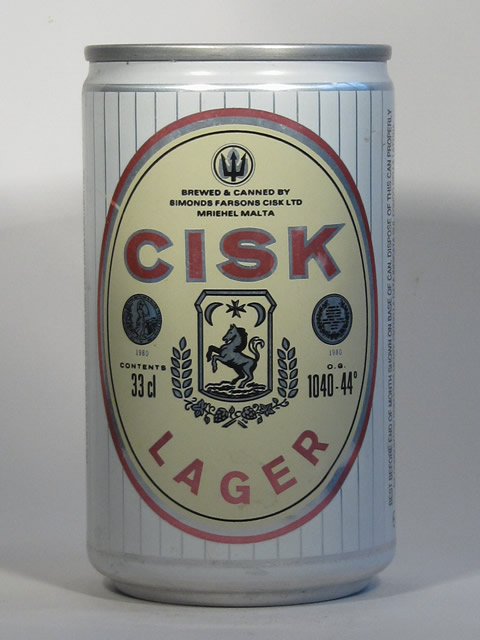 BREWED & CANNED BY
SIMONDS FARSONS CISK LTD
MRIEHEL MALTA
CISK
1980
1980
CONTENTS
33 cl
O.G.
1040-44°
LAGER
BEST BEFORE END OF MONTH SHOWN ON BASE OF CAN. DISPOSE OF THIS CAN PROPERLY